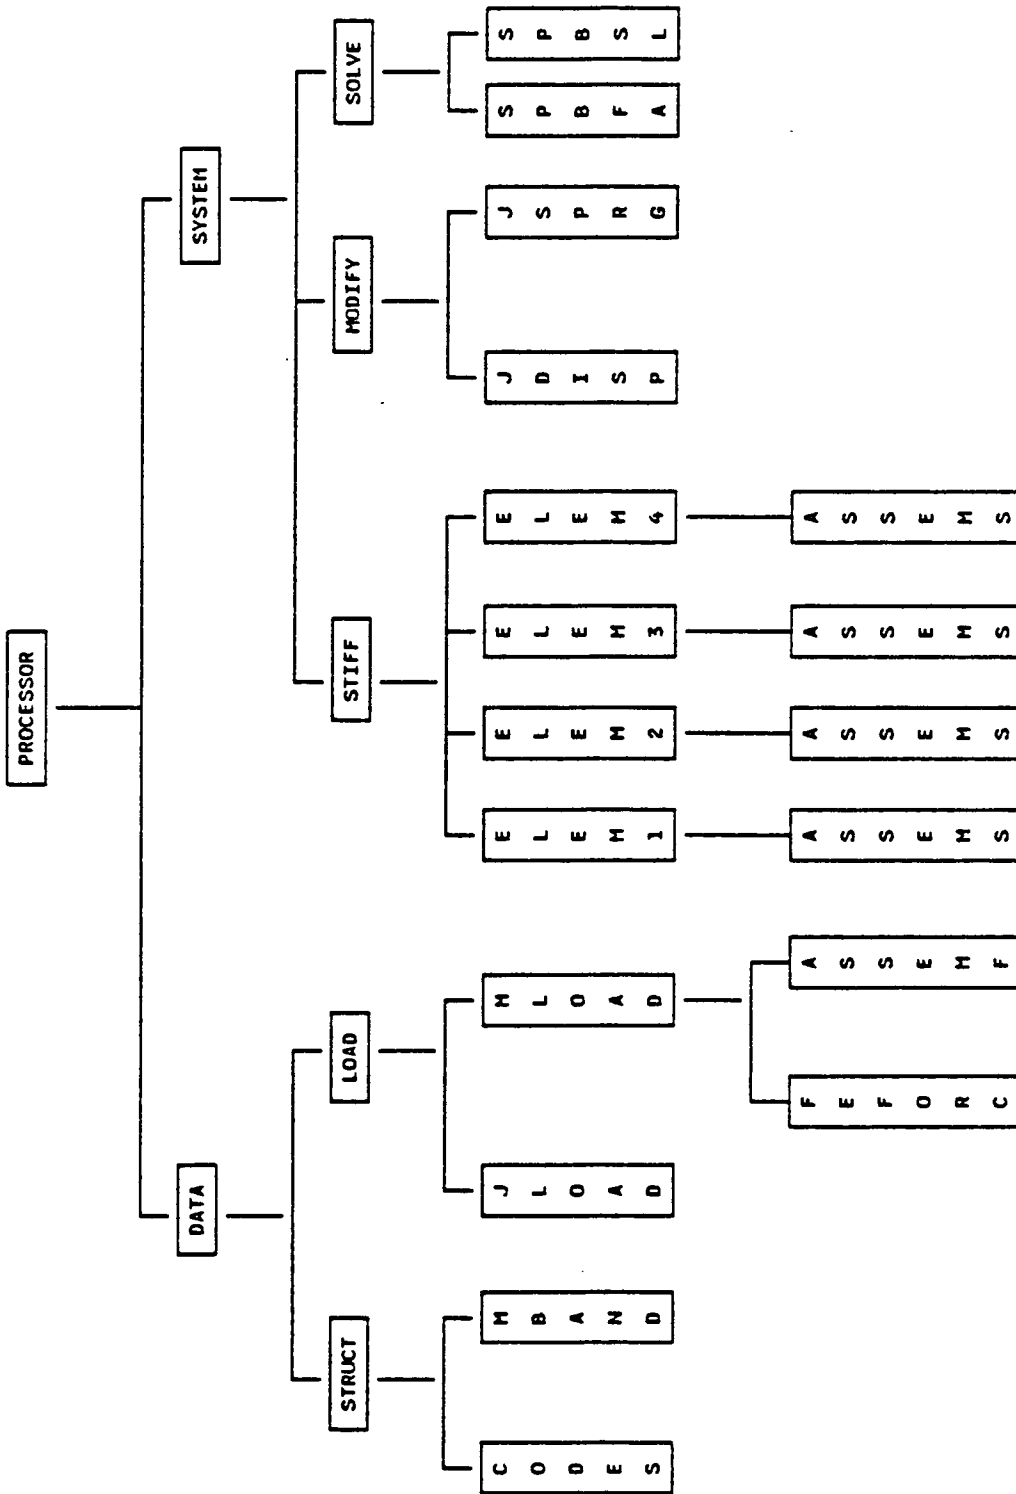 PROCESSOR
DATA
SYSTEM
STRUCT
LOAD
STIFF
MODIFY
SOLVE
CODES
MBAND
JLOAD
MLOAD
ELEM1
ELEM2
ELEM3
ELEM4
JDISP
JSPRG
SPBFA
SPBSL
FEFORC
ASSEMF
ASSEMS
ASSEMS
ASSEMS
ASSEMS